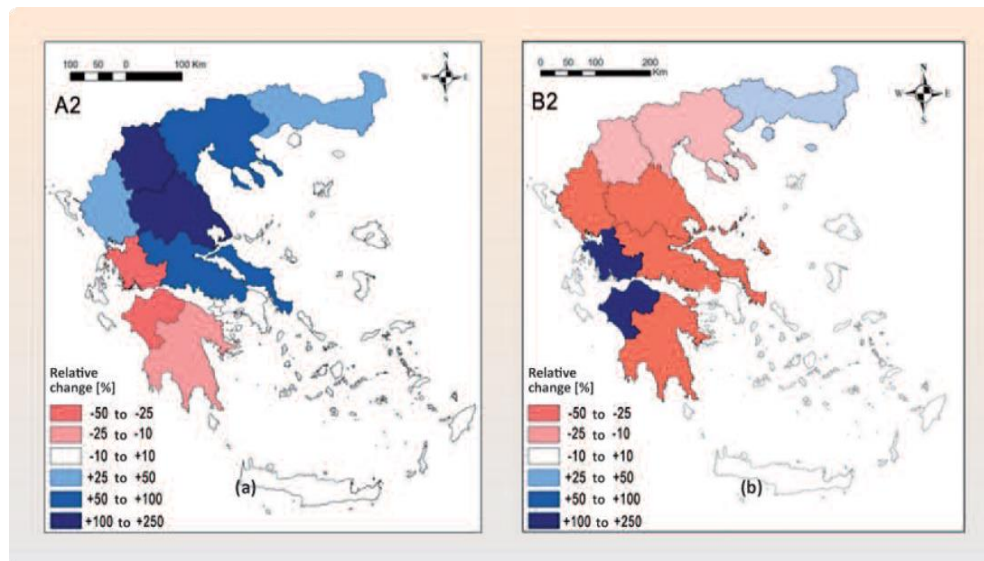 100 50 0 100 Km
N
W E
S
A2
Relative
change [%]
-50 to -25
-25 to -10
-10 to +10
+25 to +50
+50 to +100
+100 to +250
(a)
0 50 100 200
Km
N
W E
S
B2
Relative
change [%]
-50 to -25
-25 to -10
-10 to +10
+25 to +50
+50 to +100
+100 to +250
(b)